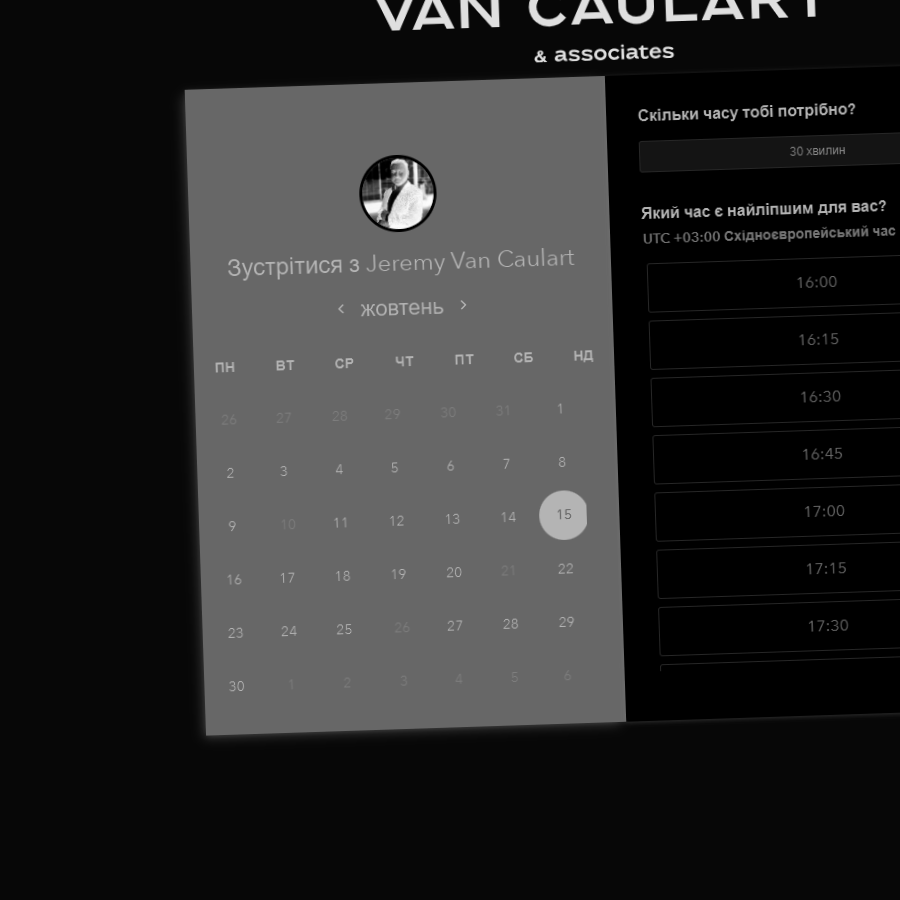 VAN CAULART
& associates
Зустрітися з Jeremy Van Caulart
жовтень
ПН ВТ СР ЧТ ПТ СБ НД
26 27 28 29 30 31 1
2 3 4 5 6 7 8
9 10 11 12 13 14 15
16 17 18 19 20 21 22
23 24 25 26 27 28 29
30 1 2 3 4 5 6
Скільки часу тобі потрібно?
30 хвилин
Який час є найліпшим для вас?
UTC +03:00 Східноєвропейський час
16:00
16:15
16:30
16:45
17:00
17:15
17:30